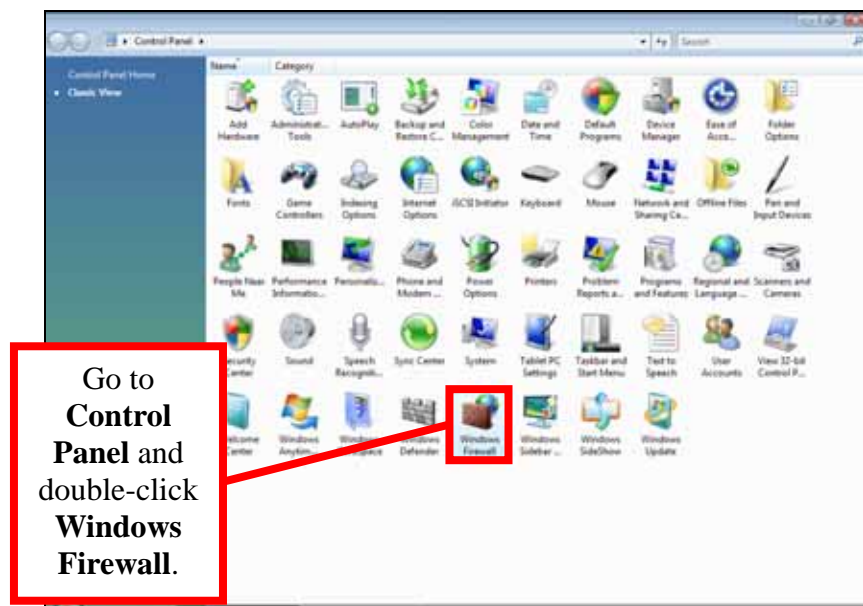 Control Panel
Search
Control Panel Home
Classic View
Name Category
Add Hardware
Administrat... Tools
AutoPlay
Backup and Restore C...
Color Management
Date and Time
Default Programs
Device Manager
Ease of Acce...
Folder Options
Fonts
Game Controllers
Indexing Options
Internet Options
iSCSI Initiator
Keyboard
Mouse
Network and Sharing Ce...
Offline Files
Pen and Input Devices
People Near Me
Performance Informatio...
Personaliz...
Phone and Modem ...
Power Options
Printers
Problem Reports a...
Programs and Features
Regional and Language ...
Scanners and Cameras
Center
Sound
Speech Recogniti...
Sync Center
System
Tablet PC Settings
Taskbar and Start Menu
Text to Speech
User Accounts
View 32-bit Control P...
Center
Windows Anytim...
Windows
Defender
Windows Firewall
Windows Sidebar ...
Windows SideShow
Windows Update
Go to
Control
Panel and
double-click
Windows
Firewall.